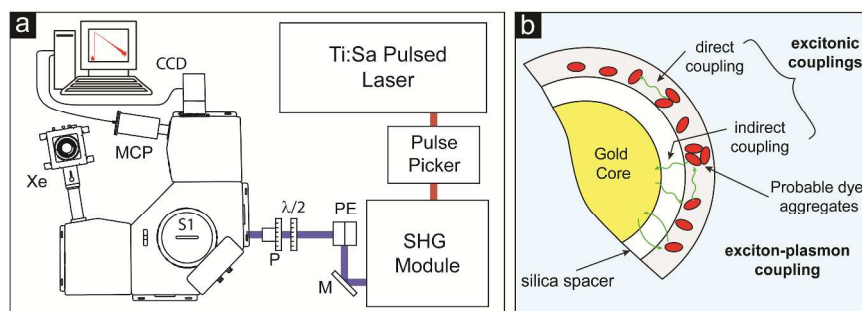 a
Ti:Sa Pulsed
Laser
CCD
MCP
Xe
Pulse
Picker
S1
λ/2
PE
P
M
SHG
Module
b
direct
coupling
excitonic
couplings
indirect
coupling
Gold
Core
Probable dye
aggregates
exciton-plasmon
coupling
silica spacer